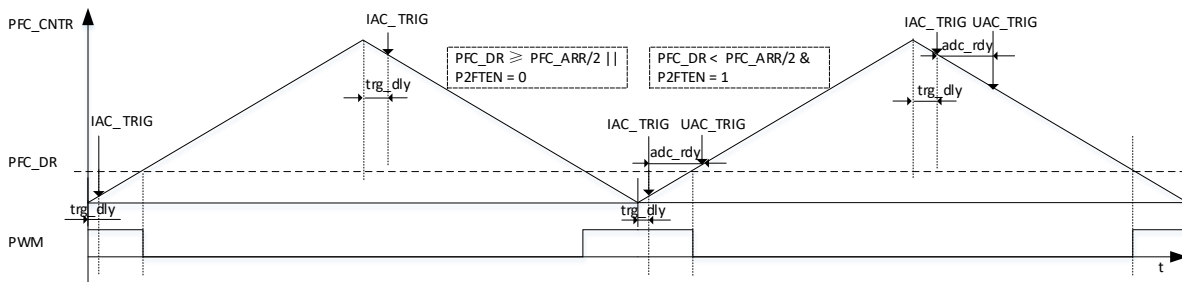 PFC_CNTR
IAC_TRIG
IAC_TRIG
UAC_TRIG
adc_rdy
PFC_DR ≥ PFC_ARR/2 ||
P2FTEN = 0
PFC_DR < PFC_ARR/2 &
P2FTEN = 1
trg_dly
trg_dly
IAC_TRIG
IAC_TRIG
UAC_TRIG
adc_rdy
PFC_DR
trg_dly
trg_dly
PWM
t